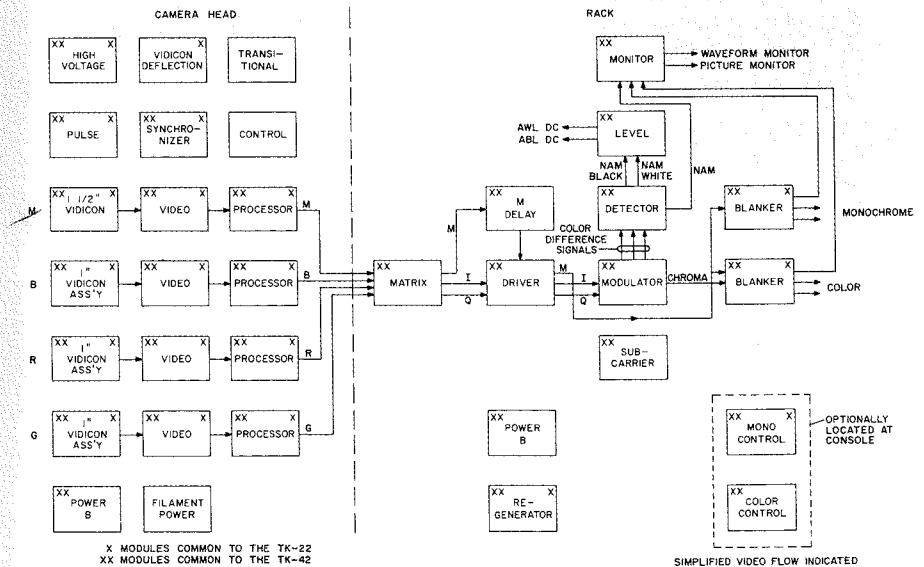 CAMERA HEAD
RACK
XX X
HIGH
VOLTAGE
X
VIDICON
DEFLECTION
TRANSI-
TIONAL
XX
MONITOR
WAVEFORM MONITOR
PICTURE MONITOR
XX X
PULSE
XX X
SYNCHRO-
NIZER
CONTROL
AWL DC
ABL DC
XX
LEVEL
NAM
BLACK
NAM
WHITE
NAM
M
XX X
1 1/2"
VIDICON
XX X
VIDEO
XX X
PROCESSOR
M
M
XX
M
DELAY
XX
DETECTOR
COLOR
DIFFERENCE
SIGNALS
XX X
BLANKER
MONOCHROME
B
XX X
1"
VIDICON
ASS'Y
XX X
VIDEO
XX X
PROCESSOR
B
XX
MATRIX
I
Q
XX
DRIVER
M
I
Q
XX
MODULATOR
CHROMA
XX X
BLANKER
COLOR
R
XX X
1"
VIDICON
ASS'Y
XX X
VIDEO
XX X
PROCESSOR
R
XX
SUB-
CARRIER
G
XX X
1"
VIDICON
ASS'Y
XX X
VIDEO
XX X
PROCESSOR
G
XX X
POWER
B
XX X
MONO
CONTROL
OPTIONALLY
LOCATED AT
CONSOLE
XX X
POWER
B
FILAMENT
POWER
XX X
RE-
GENERATOR
XX
COLOR
CONTROL
X MODULES COMMON TO THE TK-22
XX MODULES COMMON TO THE TK-42
SIMPLIFIED VIDEO FLOW INDICATED